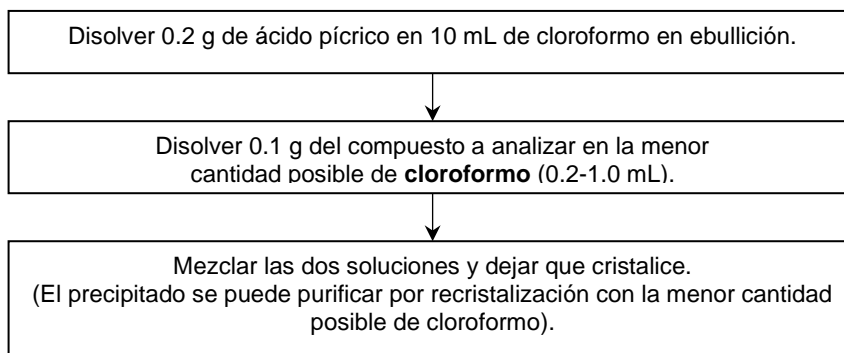 Disolver 0.2 g de ácido pícrico en 10 mL de cloroformo en ebullición.
Disolver 0.1 g del compuesto a analizar en la menor
cantidad posible de cloroformo (0.2-1.0 mL).
Mezclar las dos soluciones y dejar que cristalice.
(El precipitado se puede purificar por recristalización con la menor cantidad
posible de cloroformo).